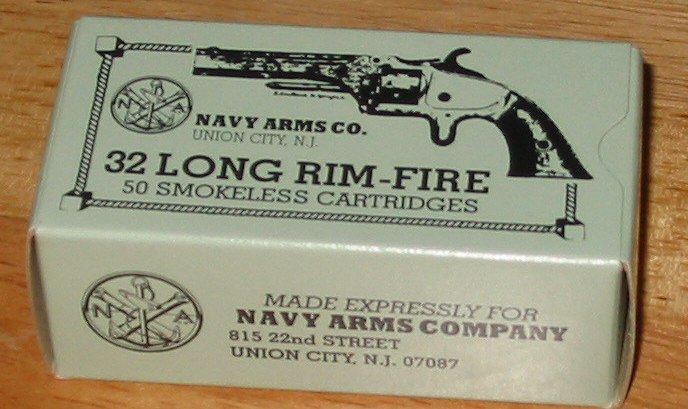 N A
NAVY ARMS CO.
UNION CITY, N.J.
32 LONG RIM-FIRE
50 SMOKELESS CARTRIDGES
N A
MADE EXPRESSLY FOR
NAVY ARMS COMPANY
815 22nd STREET
UNION CITY, N.J. 07087